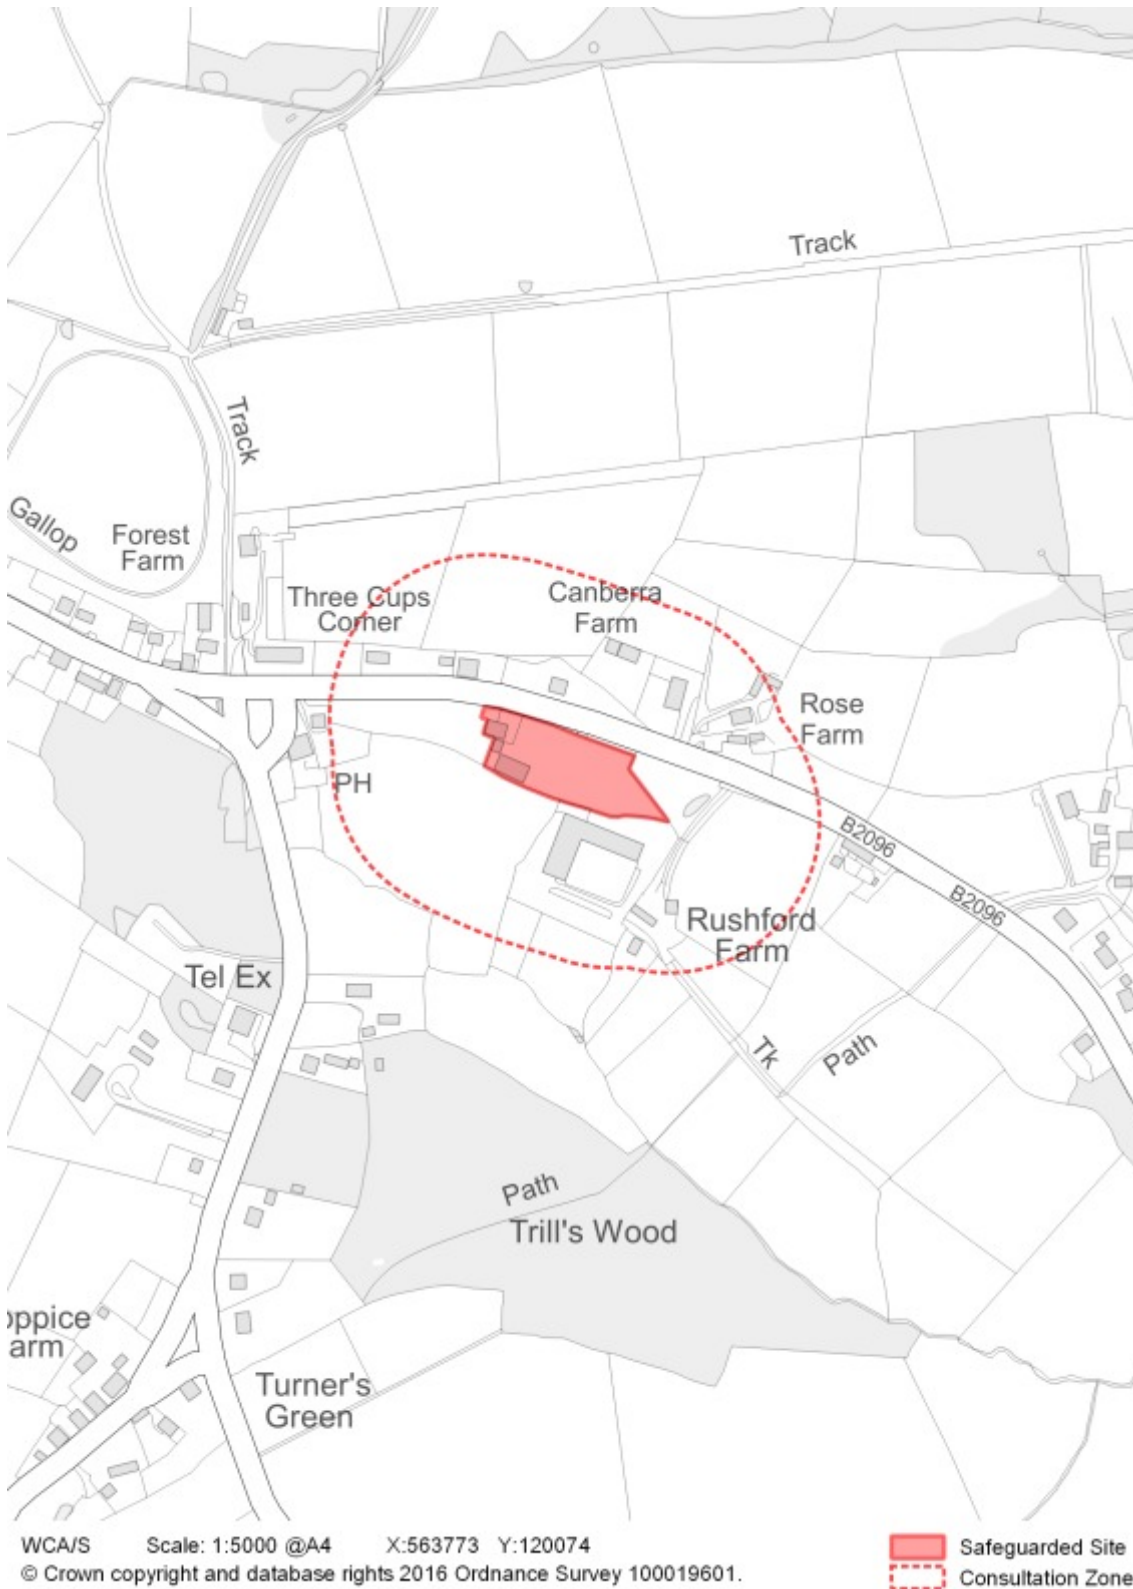 Track
Track
Gallop
Forest
Farm
Three Cups
Corner
Canberra
Farm
Rose
Farm
PH
B2096
B2096
Rushford
Farm
Tel Ex
Tk
Path
Path
Trill's Wood
oppice
arm
Turner's
Green
WCA/S Scale: 1:5000 @A4 X:563773 Y:120074
© Crown copyright and database rights 2016 Ordnance Survey 100019601.
Safeguarded Site
Consultation Zone